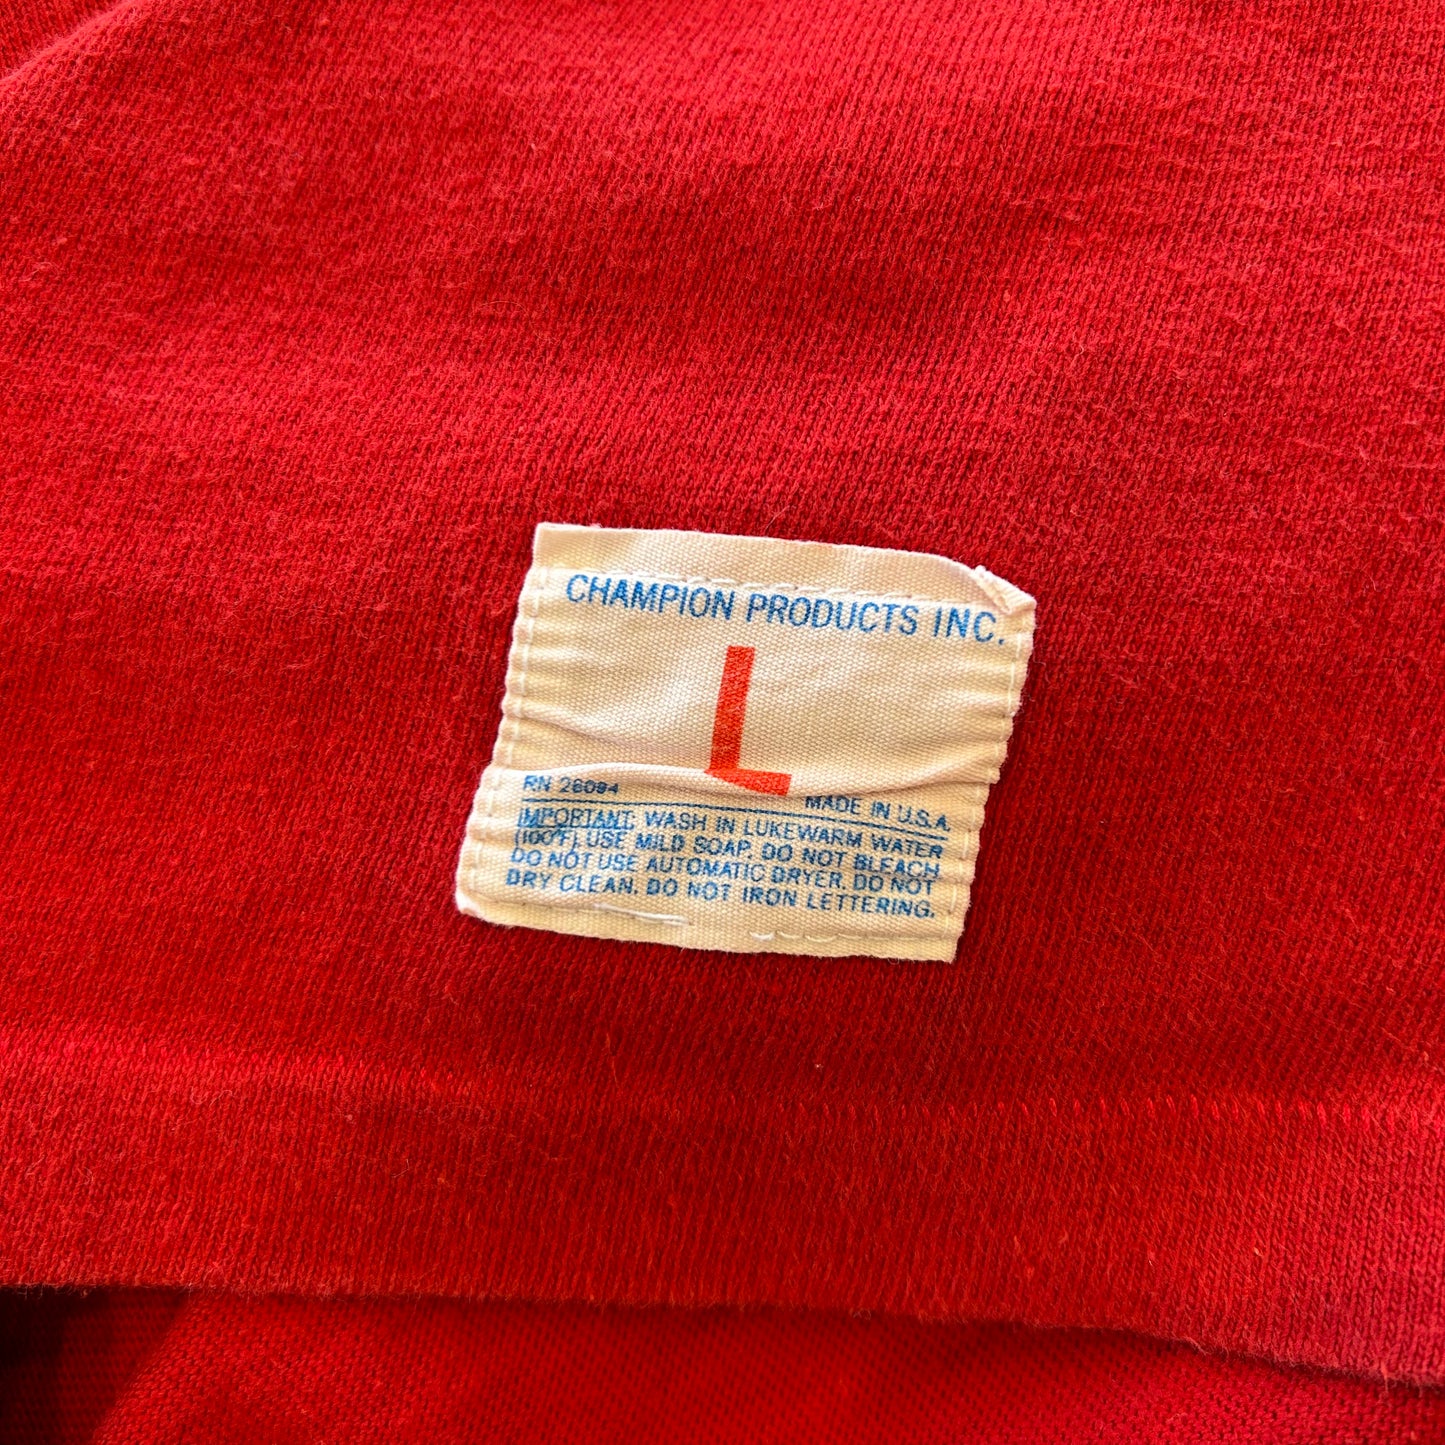 CHAMPION PRODUCTS INC.
L
RN 26094 MADE IN U.S.A.
IMPORTANT: WASH IN LUKEWARM WATER
(100°F). USE MILD SOAP. DO NOT BLEACH.
DO NOT USE AUTOMATIC DRYER. DO NOT
DRY CLEAN. DO NOT IRON LETTERING.